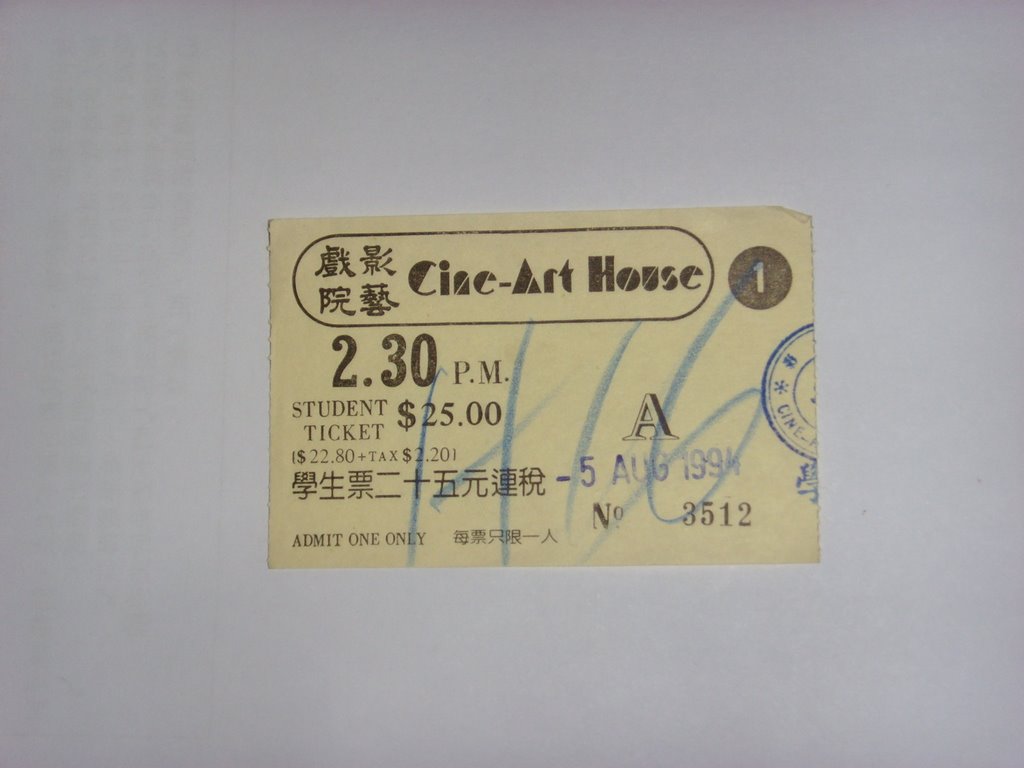 影藝
戲院
Cine-Art House
1
2.30 P.M.
STUDENT TICKET $25.00
($22.80+TAX $2.20)
學生票二十五元連稅
A
-5 AUG 1994
No 3512
ADMIT ONE ONLY 每票只限一人
H16
CINE-